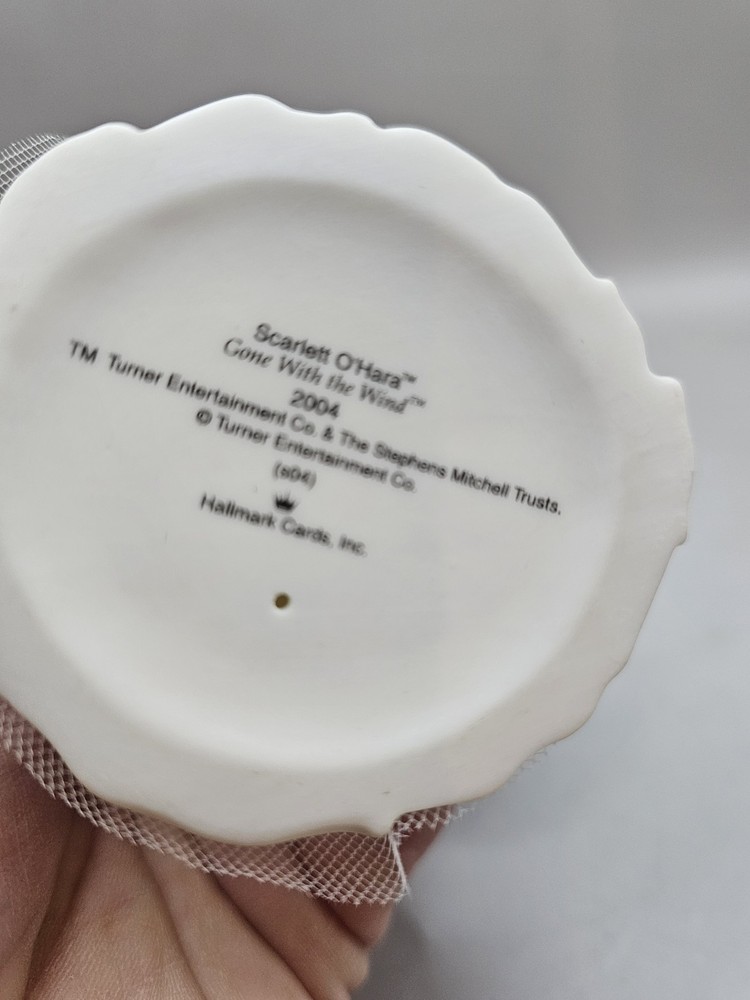 Scarlett O'Hara™
Gone With the Wind™
2004
TM Turner Entertainment Co. & The Stephens Mitchell Trusts.
© Turner Entertainment Co.
(s04)
Hallmark Cards, Inc.